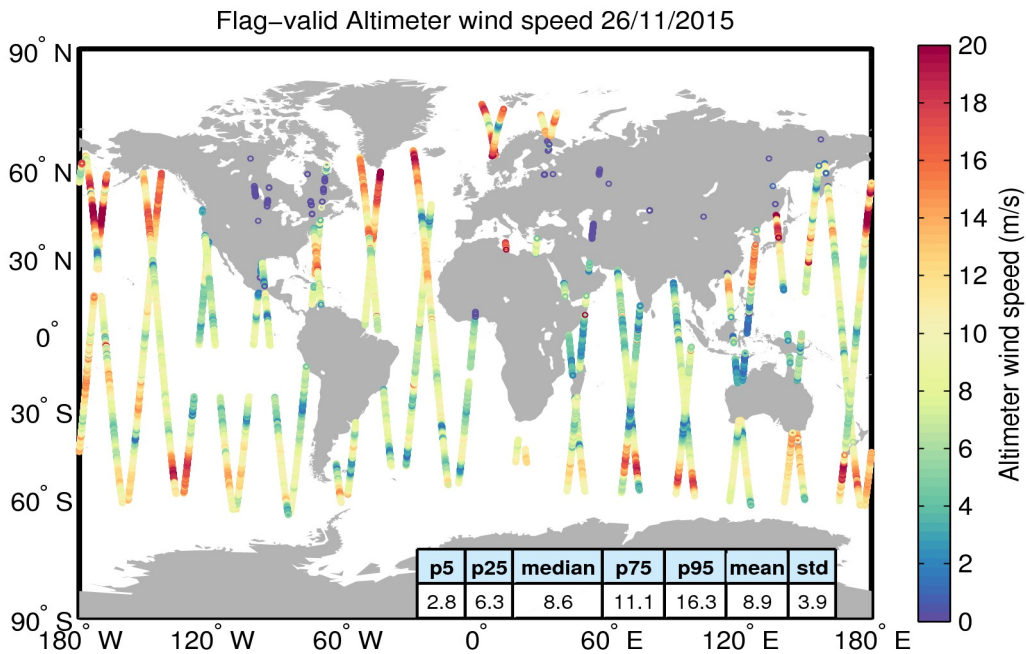 Flag−valid Altimeter wind speed 26/11/2015
90° N
60° N
30° N
0°
30° S
60° S
90° S
180° W
120° W
60° W
0°
60° E
120° E
180° E
p5 p25 median p75 p95 mean std
2.8 6.3 8.6 11.1 16.3 8.9 3.9
20
18
16
14
12
10
8
6
4
2
0
Altimeter wind speed (m/s)